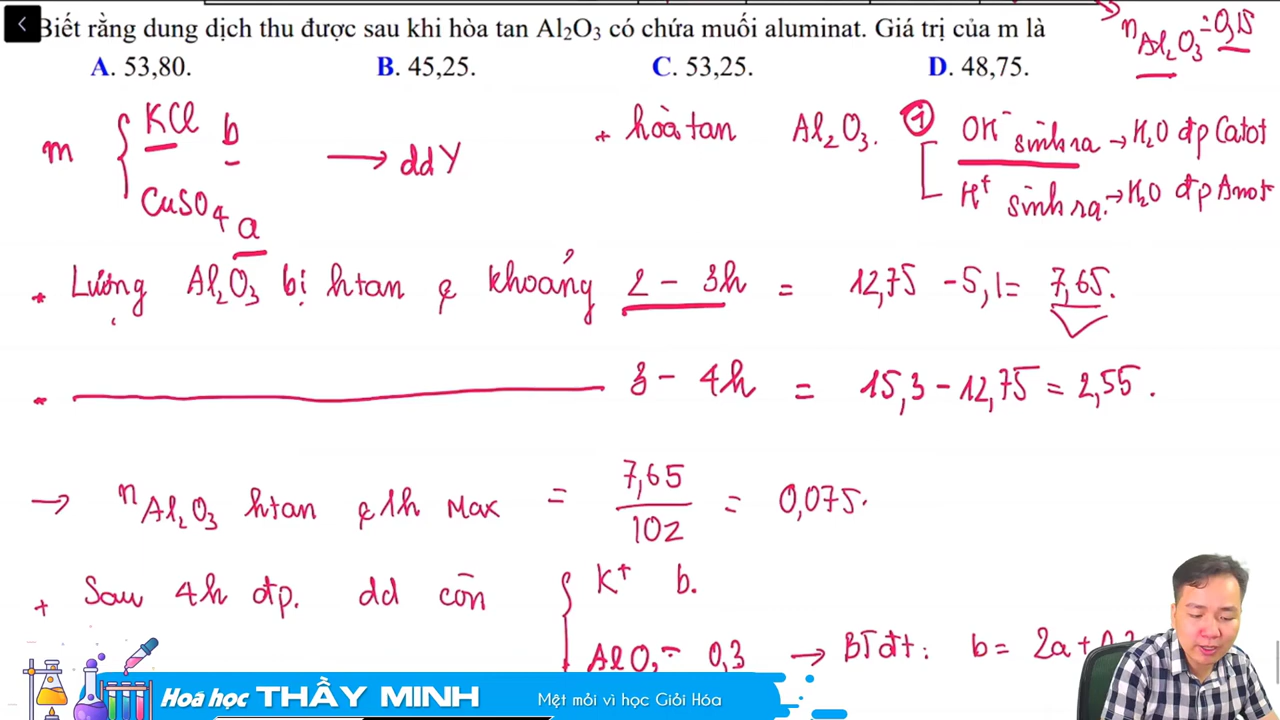 Biết rằng dung dịch thu được sau khi hòa tan Al₂O₃ có chứa muối aluminat. Giá trị của m là
A. 53,80. B. 45,25. C. 53,25. D. 48,75.
n Al₂O₃ = 0,15
m { KCl b
CuSO₄ a
→ dd Y
* hòa tan Al₂O₃. ① OH⁻ sinh ra → H₂O đp Catot
H⁺ sinh ra. → H₂O đp Anot
* Lượng Al₂O₃ bị htan ȩ khoảng 2 - 3h = 12,75 - 5,1 = 7,65.
* 3 - 4h = 15,3 - 12,75 = 2,55.
→ n Al₂O₃ htan ȩ 1h Max = 7,65 / 102 = 0,075.
+ Sau 4h đp. dd còn { K⁺ b.
AlO₂⁻ 0,3 → BTđt: b = 2a +
Hoá học THẦY MINH
Mệt mỏi vì học Giỏi Hóa